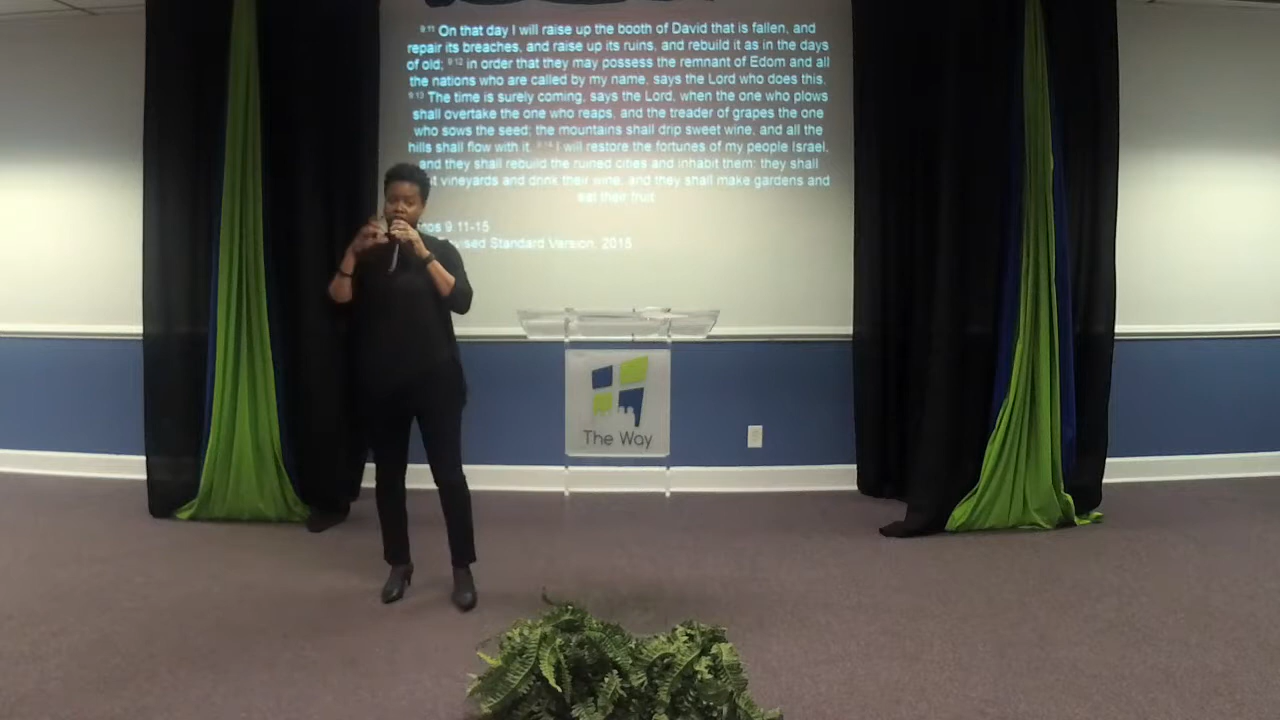 9:11 On that day I will raise up the booth of David that is fallen, and
repair its breaches, and raise up its ruins, and rebuild it as in the days
of old; 9:12 in order that they may possess the remnant of Edom and all
the nations who are called by my name, says the Lord who does this.
9:13 The time is surely coming, says the Lord, when the one who plows
shall overtake the one who reaps, and the treader of grapes the one
who sows the seed; the mountains shall drip sweet wine, and all the
hills shall flow with it. 9:14 I will restore the fortunes of my people Israel,
and they shall rebuild the ruined cities and inhabit them; they shall
vineyards and drink their wine, and they shall make gardens and
eat their fruit
9 11-15
Standard Version, 2015
The Way